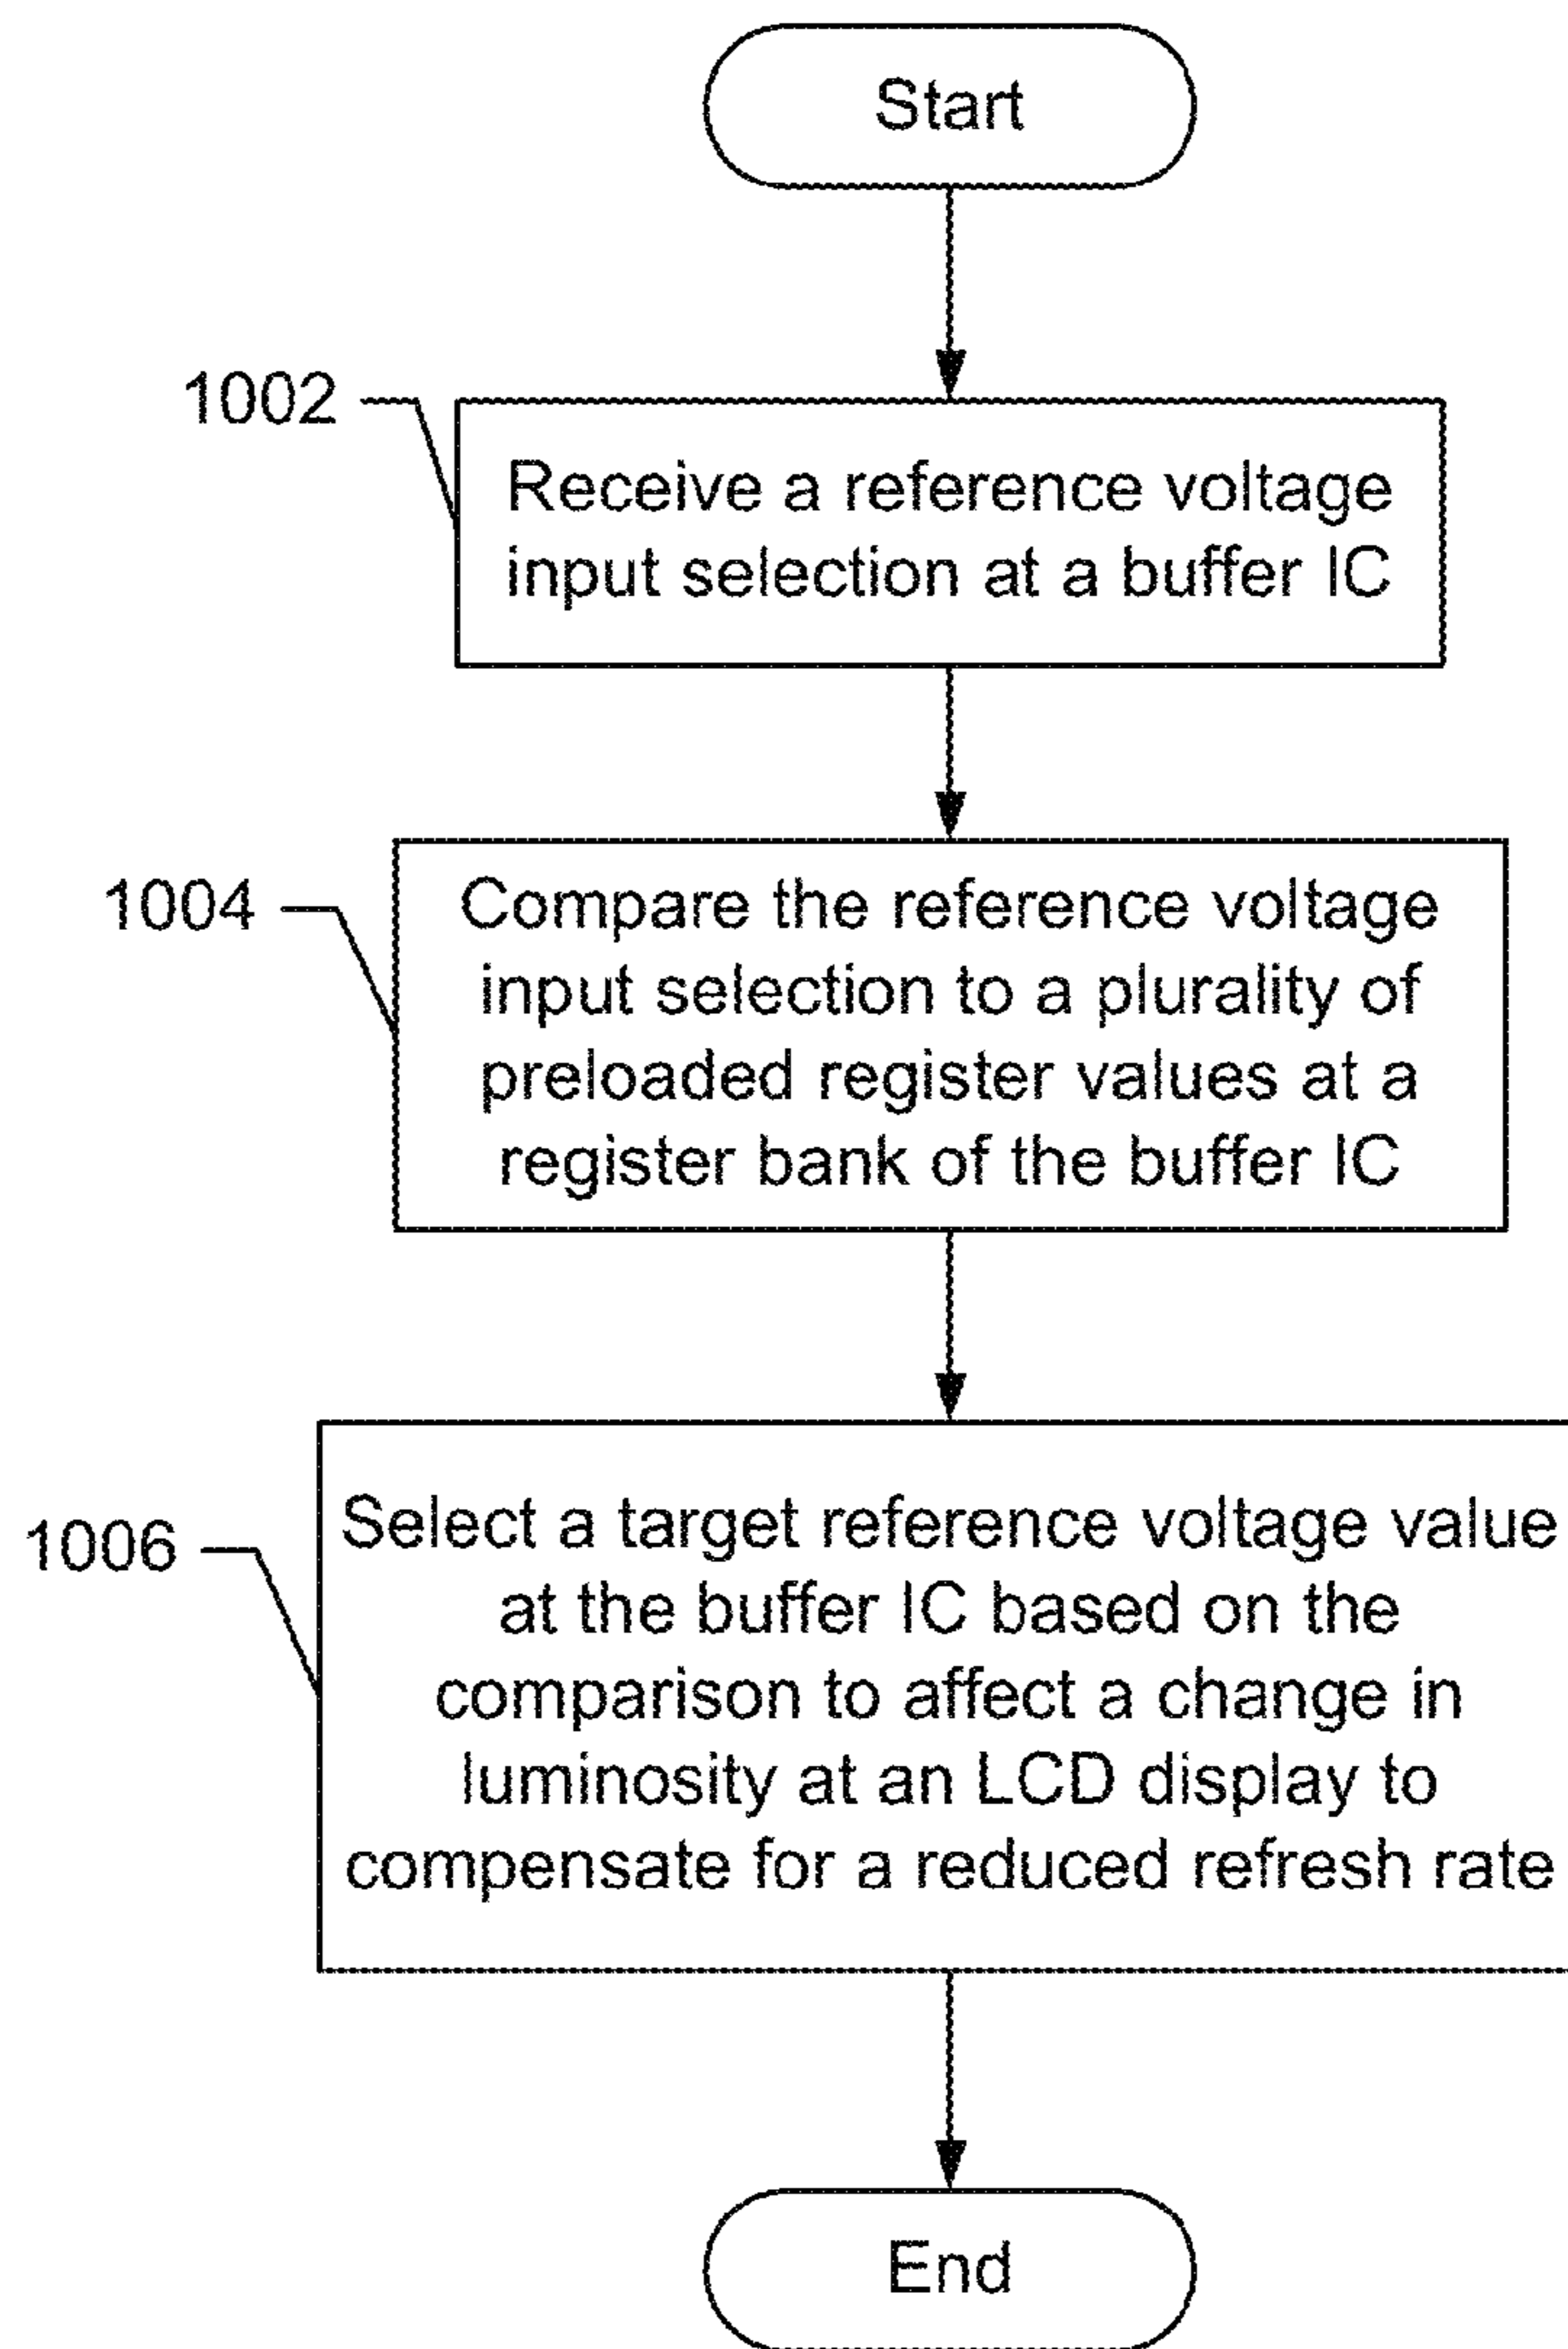 Start
1002
Receive a reference voltage
input selection at a buffer IC
1004
Compare the reference voltage
input selection to a plurality of
preloaded register values at a
register bank of the buffer IC
1006
Select a target reference voltage value
at the buffer IC based on the
comparison to affect a change in
luminosity at an LCD display to
compensate for a reduced refresh rate
End